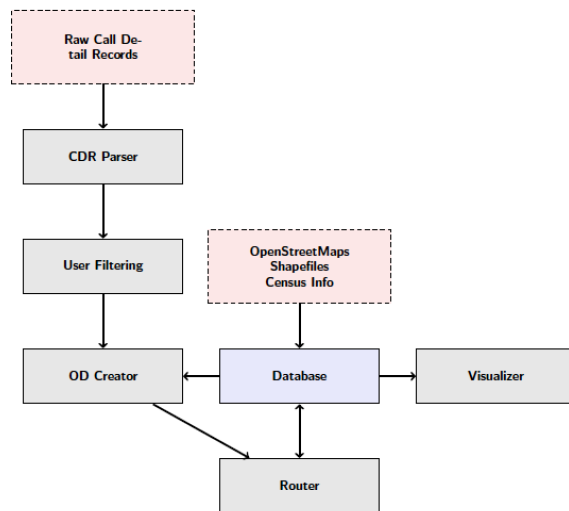 Raw Call De-
tail Records
CDR Parser
User Filtering
OpenStreetMaps
Shapefiles
Census Info
OD Creator
Database
Visualizer
Router